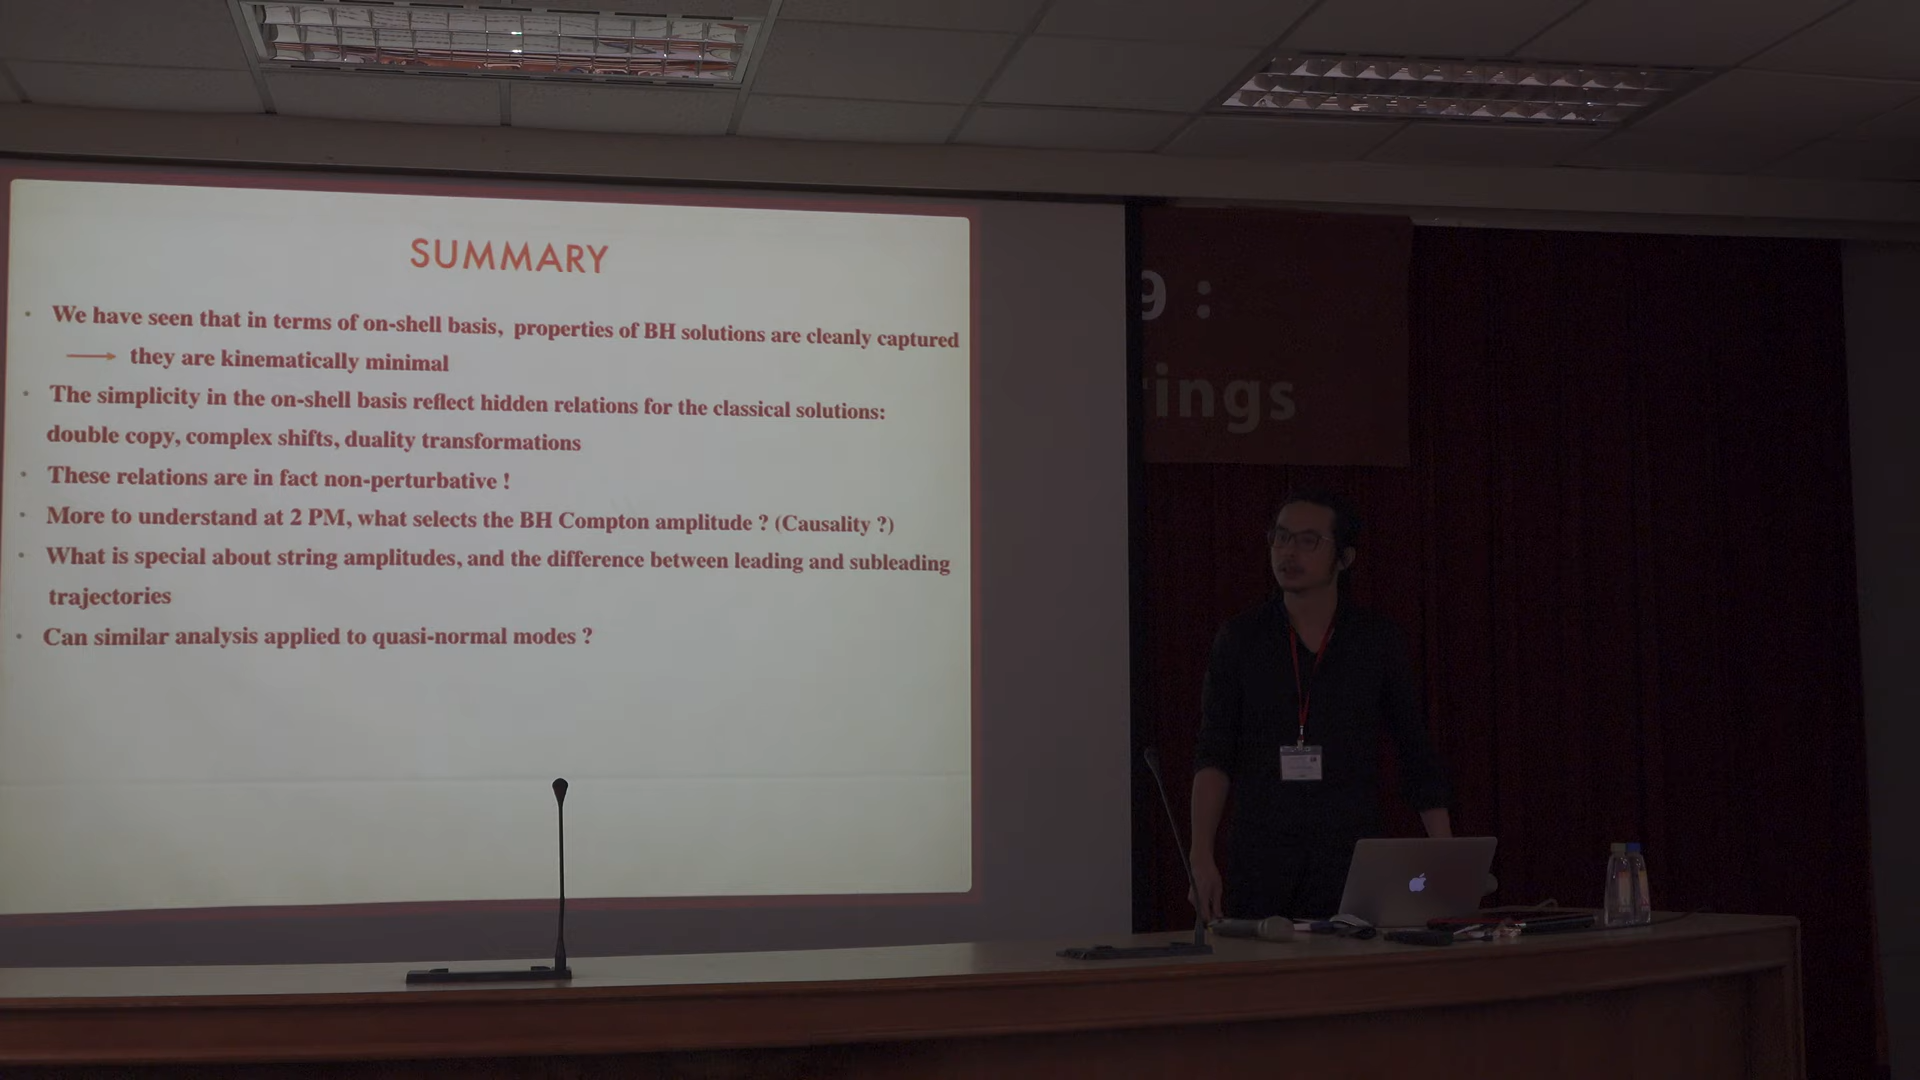 SUMMARY
We have seen that in terms of on-shell basis, properties of BH solutions are cleanly captured
they are kinematically minimal
The simplicity in the on-shell basis reflect hidden relations for the classical solutions:
double copy, complex shifts, duality transformations
These relations are in fact non-perturbative !
More to understand at 2 PM, what selects the BH Compton amplitude ? (Causality ?)
What is special about string amplitudes, and the difference between leading and subleading
trajectories
Can similar analysis applied to quasi-normal modes ?
9 :
ings